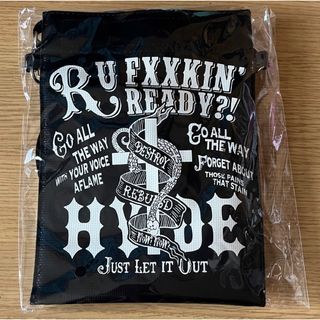 RU FXXKIN'
READY?!
GO ALL
THE WAY
WITH YOUR VOICE
AFLAME
GO ALL
THE WAY
FORGET ABOUT
THOSE PAINS
THAT STAIN
DESTROY
REBUILD
HYDE
JUST LET IT OUT